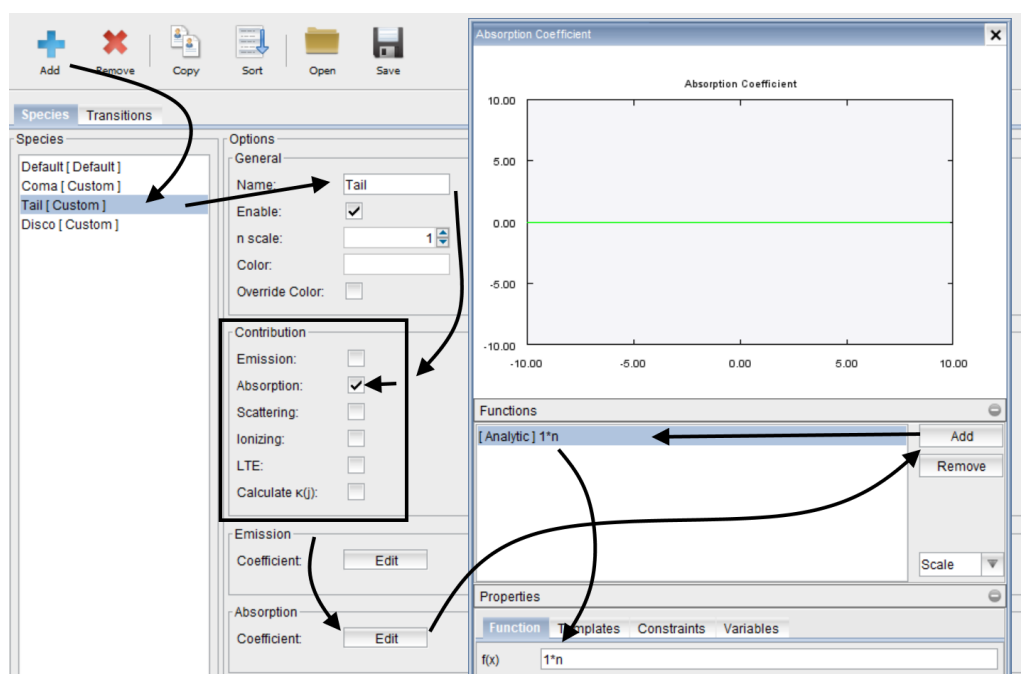 Add Remove Copy Sort Open Save
Species Transitions
Species
Default [ Default ]
Coma [ Custom ]
Tail [ Custom ]
Disco [ Custom ]
Options
General
Name: Tail
Enable:
n scale: 1
Color:
Override Color:
Contribution
Emission:
Absorption:
Scattering:
Ionizing:
LTE:
Calculate κ(j):
Emission
Coefficient: Edit
Absorption
Coefficient: Edit
Absorption Coefficient
Absorption Coefficient
10.00
5.00
0.00
-5.00
-10.00
-10.00 -5.00 0.00 5.00 10.00
Functions
[ Analytic ] 1*n
Add
Remove
Scale
Properties
Function Templates Constraints Variables
f(x) 1*n